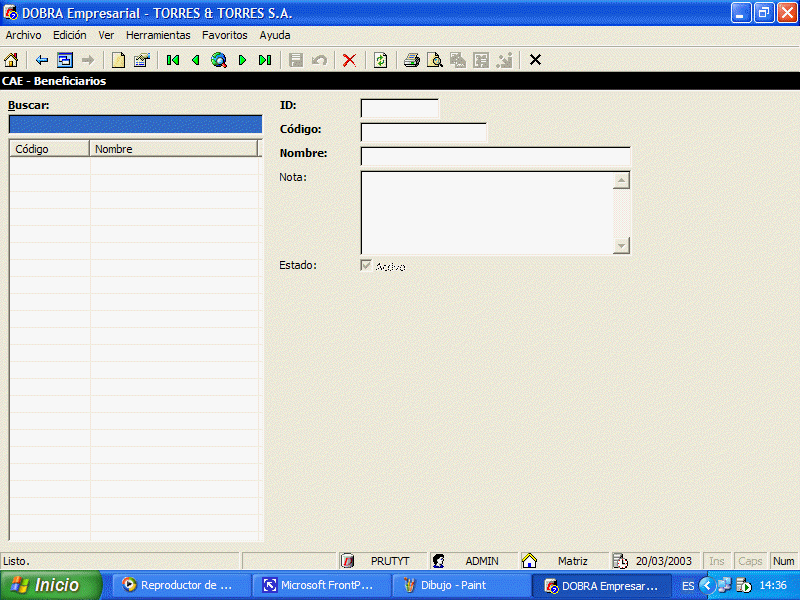 DOBRA Empresarial - TORRES & TORRES S.A.
Archivo Edición Ver Herramientas Favoritos Ayuda
CAE - Beneficiarios
Buscar:
Código Nombre
ID:
Código:
Nombre:
Nota:
Estado: Activo
Listo. PRUTYT ADMIN Matriz 20/03/2003 Ins Caps Num
Inicio Reproductor de ... Microsoft FrontP... Dibujo - Paint DOBRA Empresar... ES 14:36